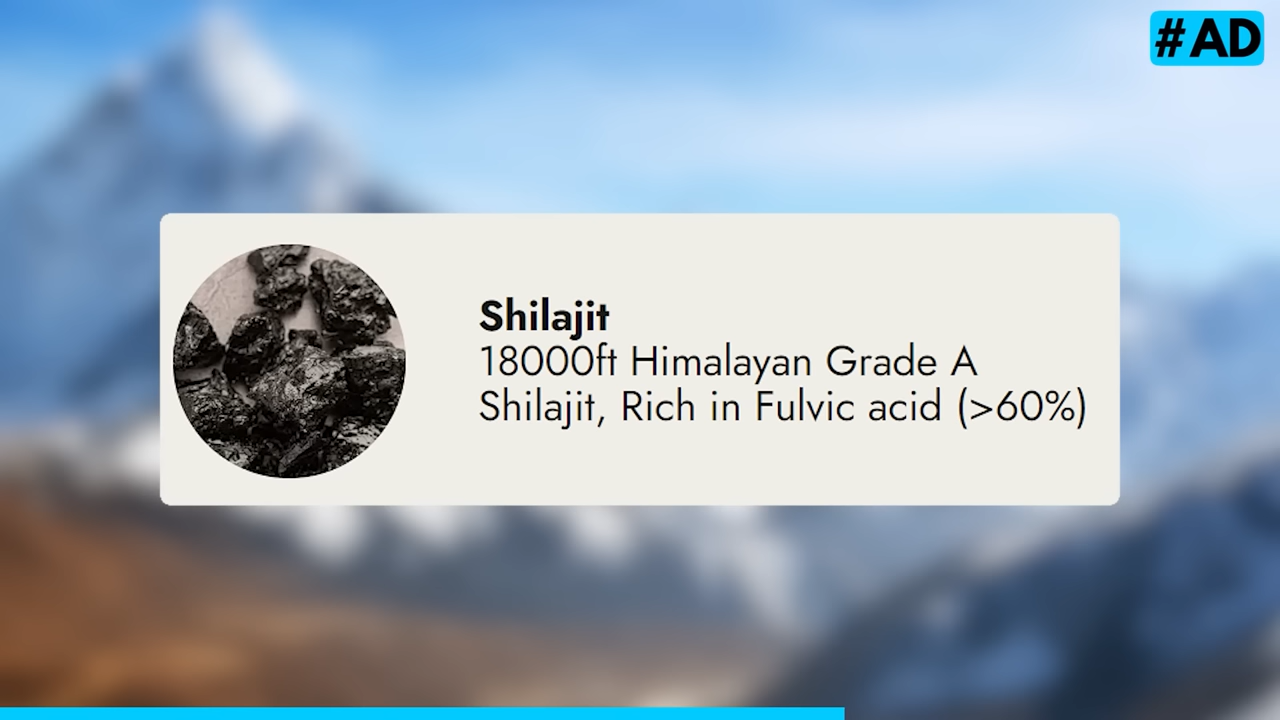 #AD
Shilajit
18000ft Himalayan Grade A
Shilajit, Rich in Fulvic acid (>60%)